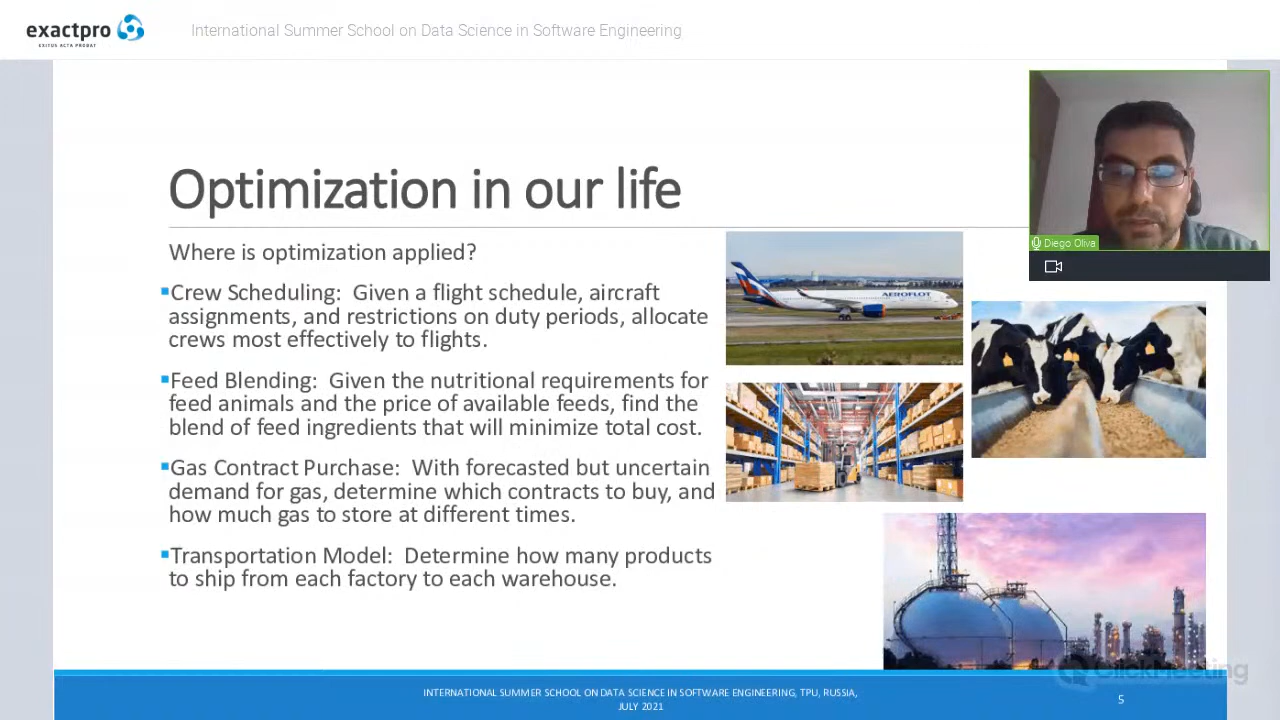 exactpro
EXITUS ACTA PROBAT
International Summer School on Data Science in Software Engineering
Diego Oliva
Optimization in our life
Where is optimization applied?
▪Crew Scheduling: Given a flight schedule, aircraft
assignments, and restrictions on duty periods, allocate
crews most effectively to flights.
▪Feed Blending: Given the nutritional requirements for
feed animals and the price of available feeds, find the
blend of feed ingredients that will minimize total cost.
▪Gas Contract Purchase: With forecasted but uncertain
demand for gas, determine which contracts to buy, and
how much gas to store at different times.
▪Transportation Model: Determine how many products
to ship from each factory to each warehouse.
AEROFLOT
ClickMeeting
INTERNATIONAL SUMMER SCHOOL ON DATA SCIENCE IN SOFTWARE ENGINEERING, TPU, RUSSIA,
JULY 2021
5